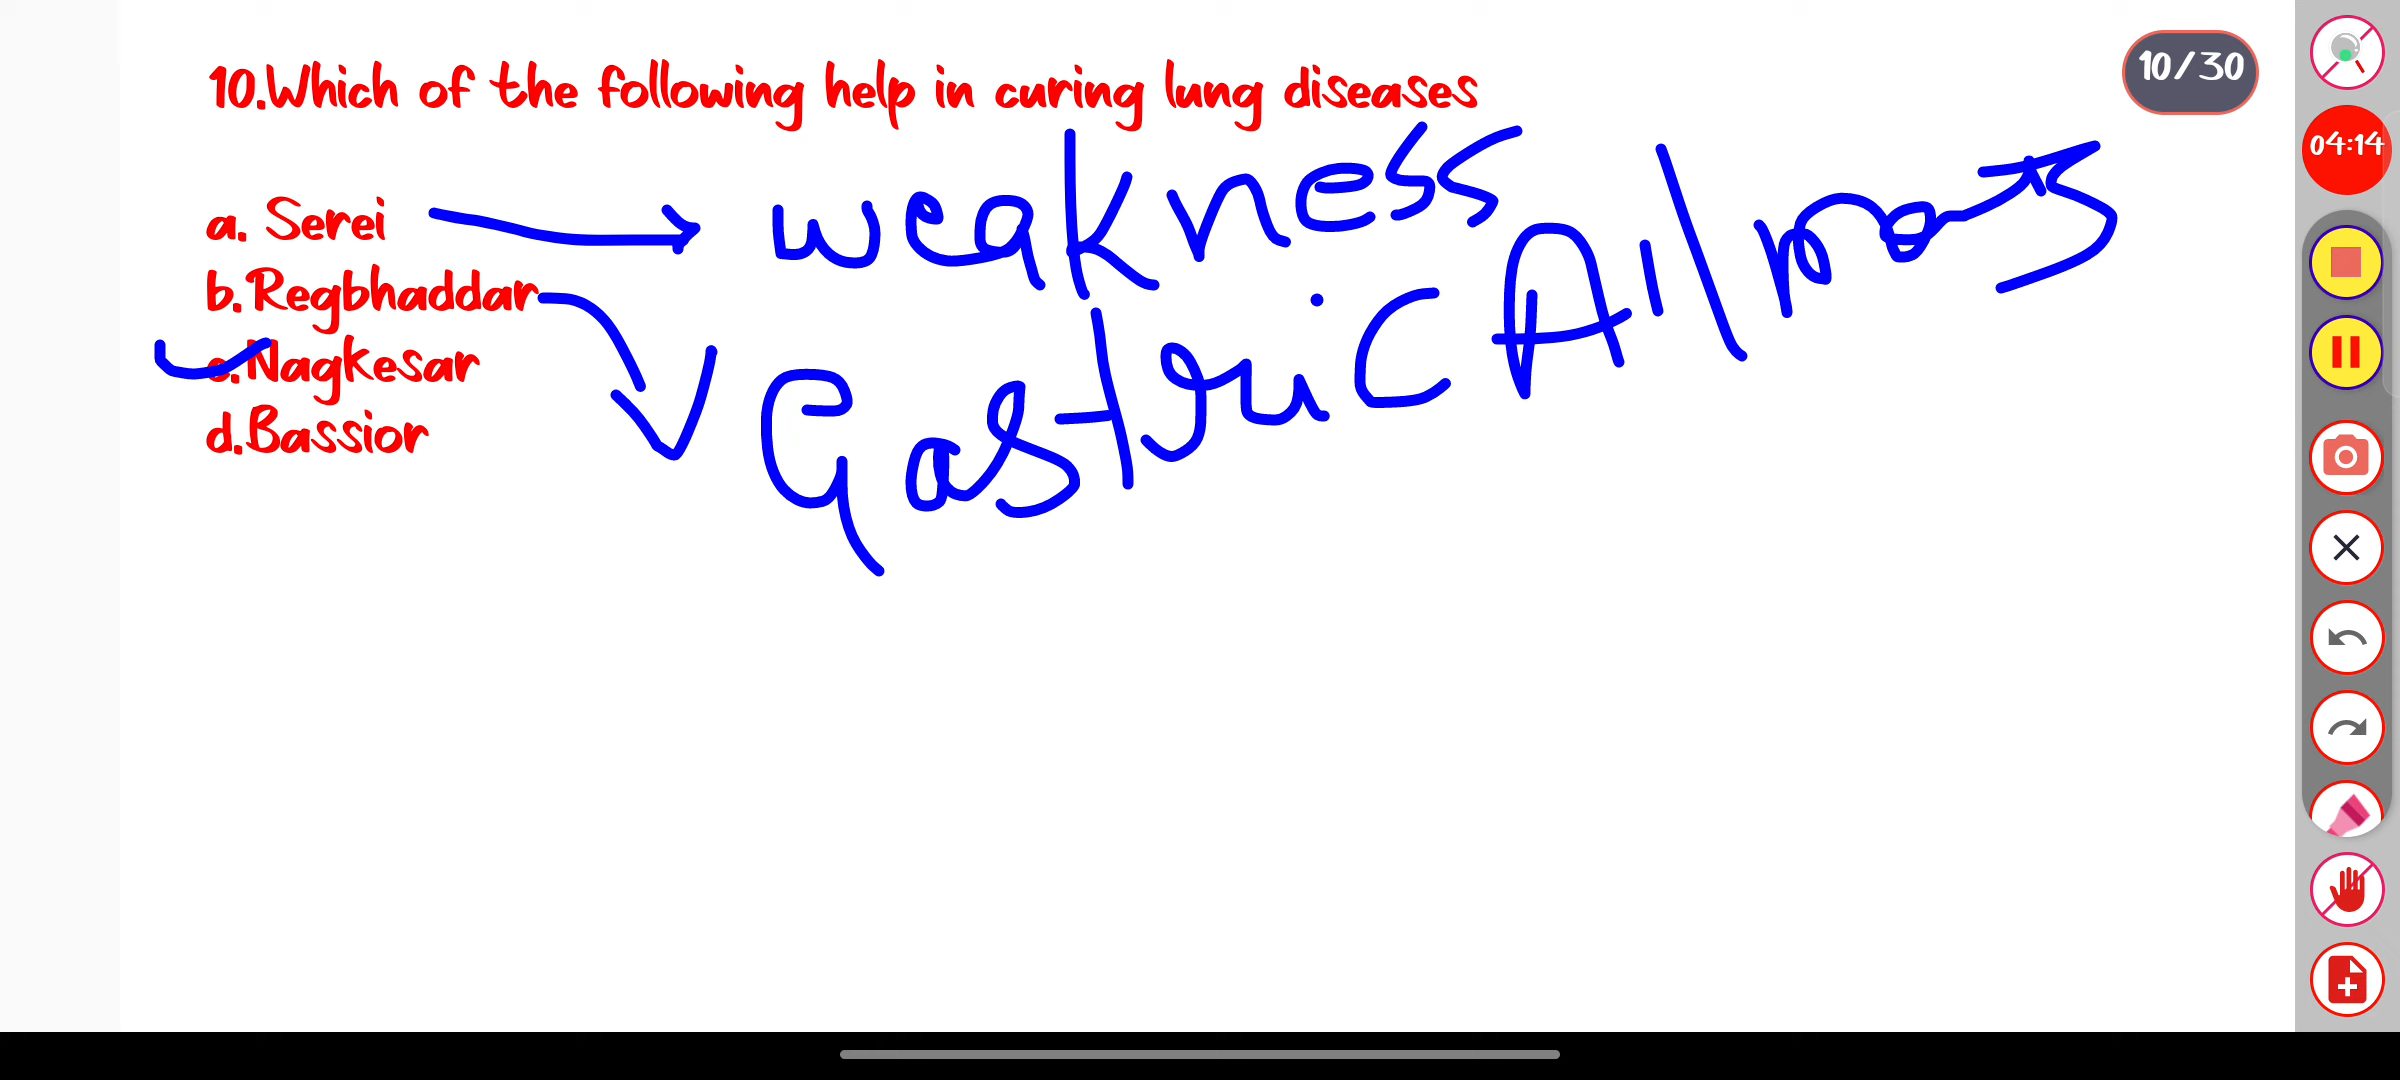 10.Which of the following help in curing lung diseases
10/30
04:14
a. Serei
weakness
b.Regbhaddar
Gastric
c.Nagkesar
d.Bassior